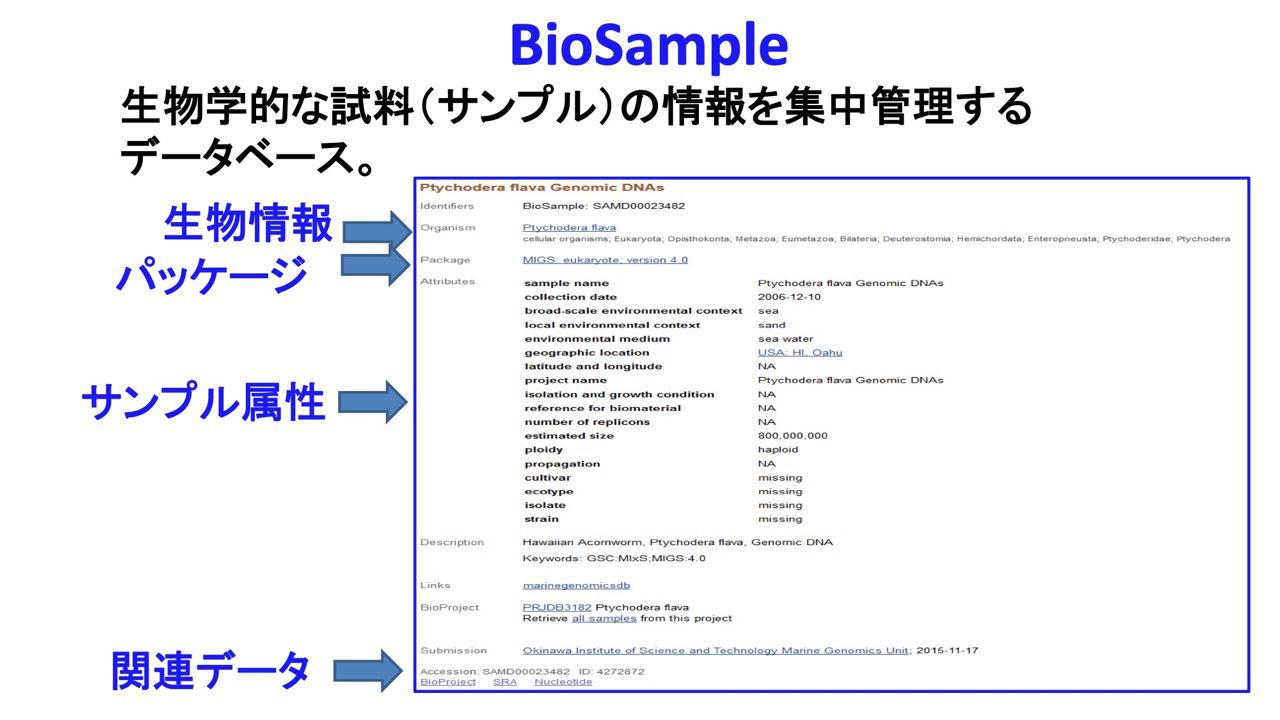 BioSample
生物学的な試料（サンプル）の情報を集中管理する
データベース。
生物情報
パッケージ
サンプル属性
関連データ
Ptychodera flava Genomic DNAs
Identifiers BioSample: SAMD00023482
Organism Ptychodera flava
cellular organisms; Eukaryota; Opisthokonta; Metazoa; Eumetazoa; Bilateria; Deuterostomia; Hemichordata; Enteropneusta; Ptychoderidae; Ptychodera
Package MIGS: eukaryote; version 4.0
Attributes
sample name Ptychodera flava Genomic DNAs
collection date 2006-12-10
broad-scale environmental context sea
local environmental context sand
environmental medium sea water
geographic location USA: HI, Oahu
latitude and longitude NA
project name Ptychodera flava Genomic DNAs
isolation and growth condition NA
reference for biomaterial NA
number of replicons NA
estimated size 800,000,000
ploidy haploid
propagation NA
cultivar missing
ecotype missing
isolate missing
strain missing
Description Hawaiian Acornworm, Ptychodera flava, Genomic DNA
Keywords: GSC:MIxS;MIGS:4.0
Links marinegenomicsdb
BioProject PRJDB3182 Ptychodera flava
Retrieve all samples from this project
Submission Okinawa Institute of Science and Technology Marine Genomics Unit; 2015-11-17
Accession: SAMD00023482 ID: 4272872
BioProject SRA Nucleotide